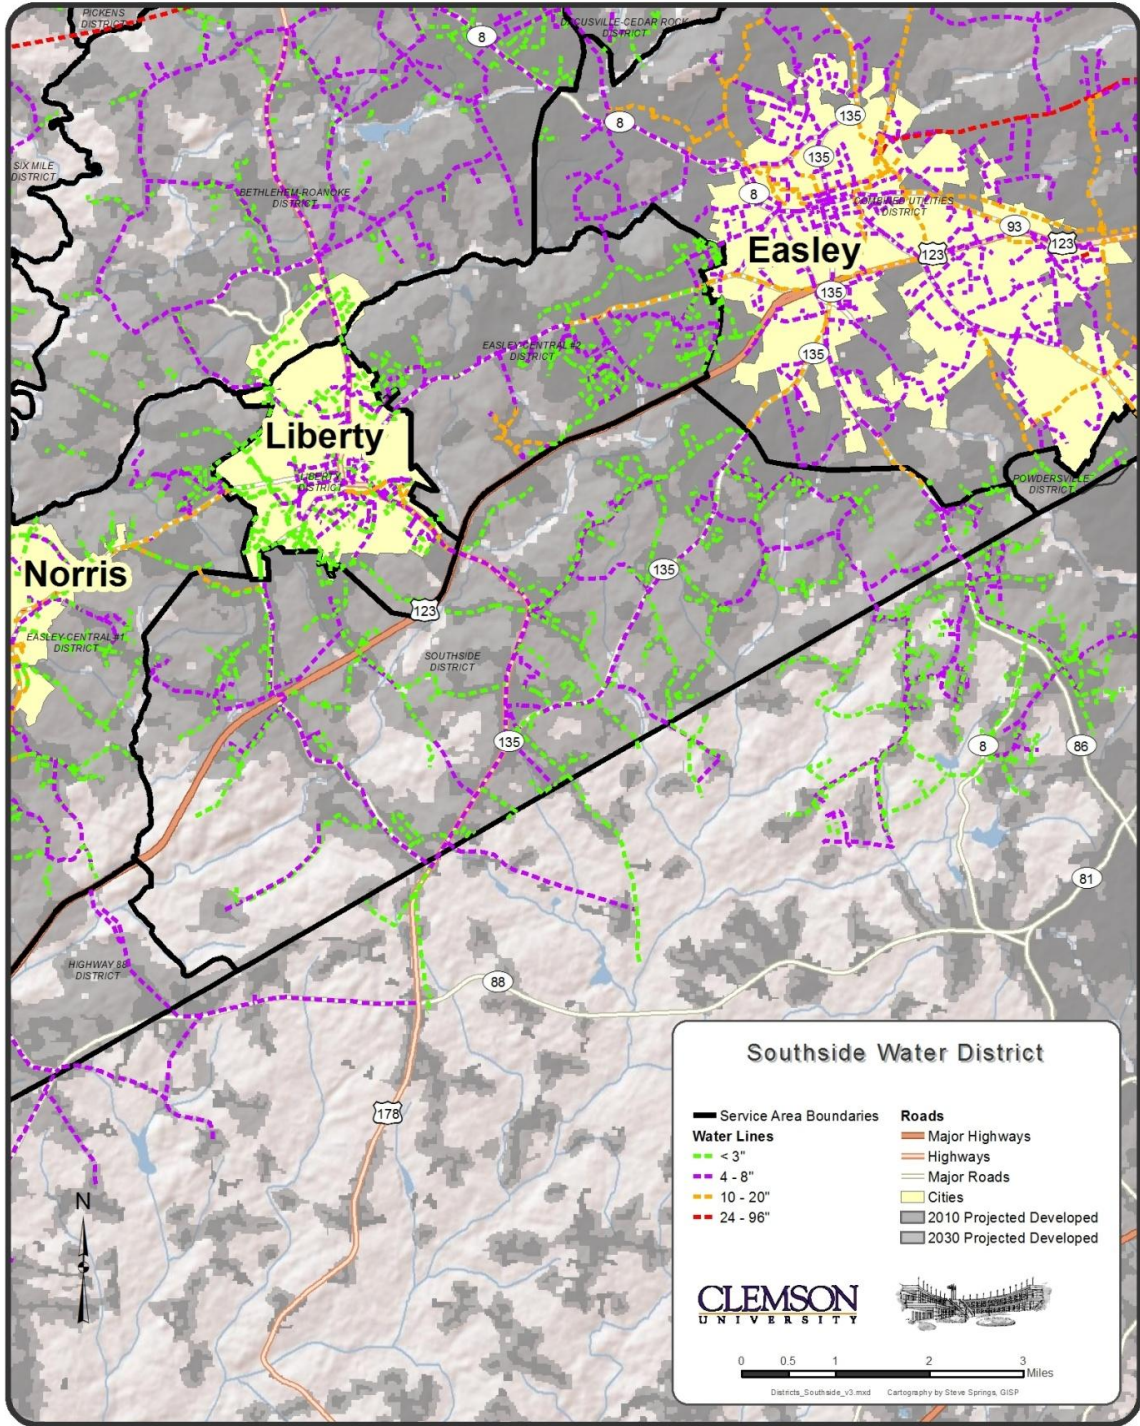 PICKENS
DISTRICT
DACUSVILLE-CEDAR ROCK
DISTRICT
8
135
8
SIX MILE
DISTRICT
135
BETHLEHEM-ROANOKE
DISTRICT
8
COMBINED UTILITIES
DISTRICT
93
Easley
123
123
135
EASLEY-CENTRAL #2
DISTRICT
135
Liberty
LIBERTY
DISTRICT
POWDERSVILLE
DISTRICT
Norris
135
123
EASLEY-CENTRAL #1
DISTRICT
SOUTHSIDE
DISTRICT
135
8
86
81
HIGHWAY 88
DISTRICT
88
178
N
Southside Water District
Service Area Boundaries
Water Lines
< 3"
4 - 8"
10 - 20"
24 - 96"
Roads
Major Highways
Highways
Major Roads
Cities
2010 Projected Developed
2030 Projected Developed
CLEMSON
UNIVERSITY
0 0.5 1 2 3
Miles
Districts_Southside_v3.mxd Cartography by Steve Springs, GISP